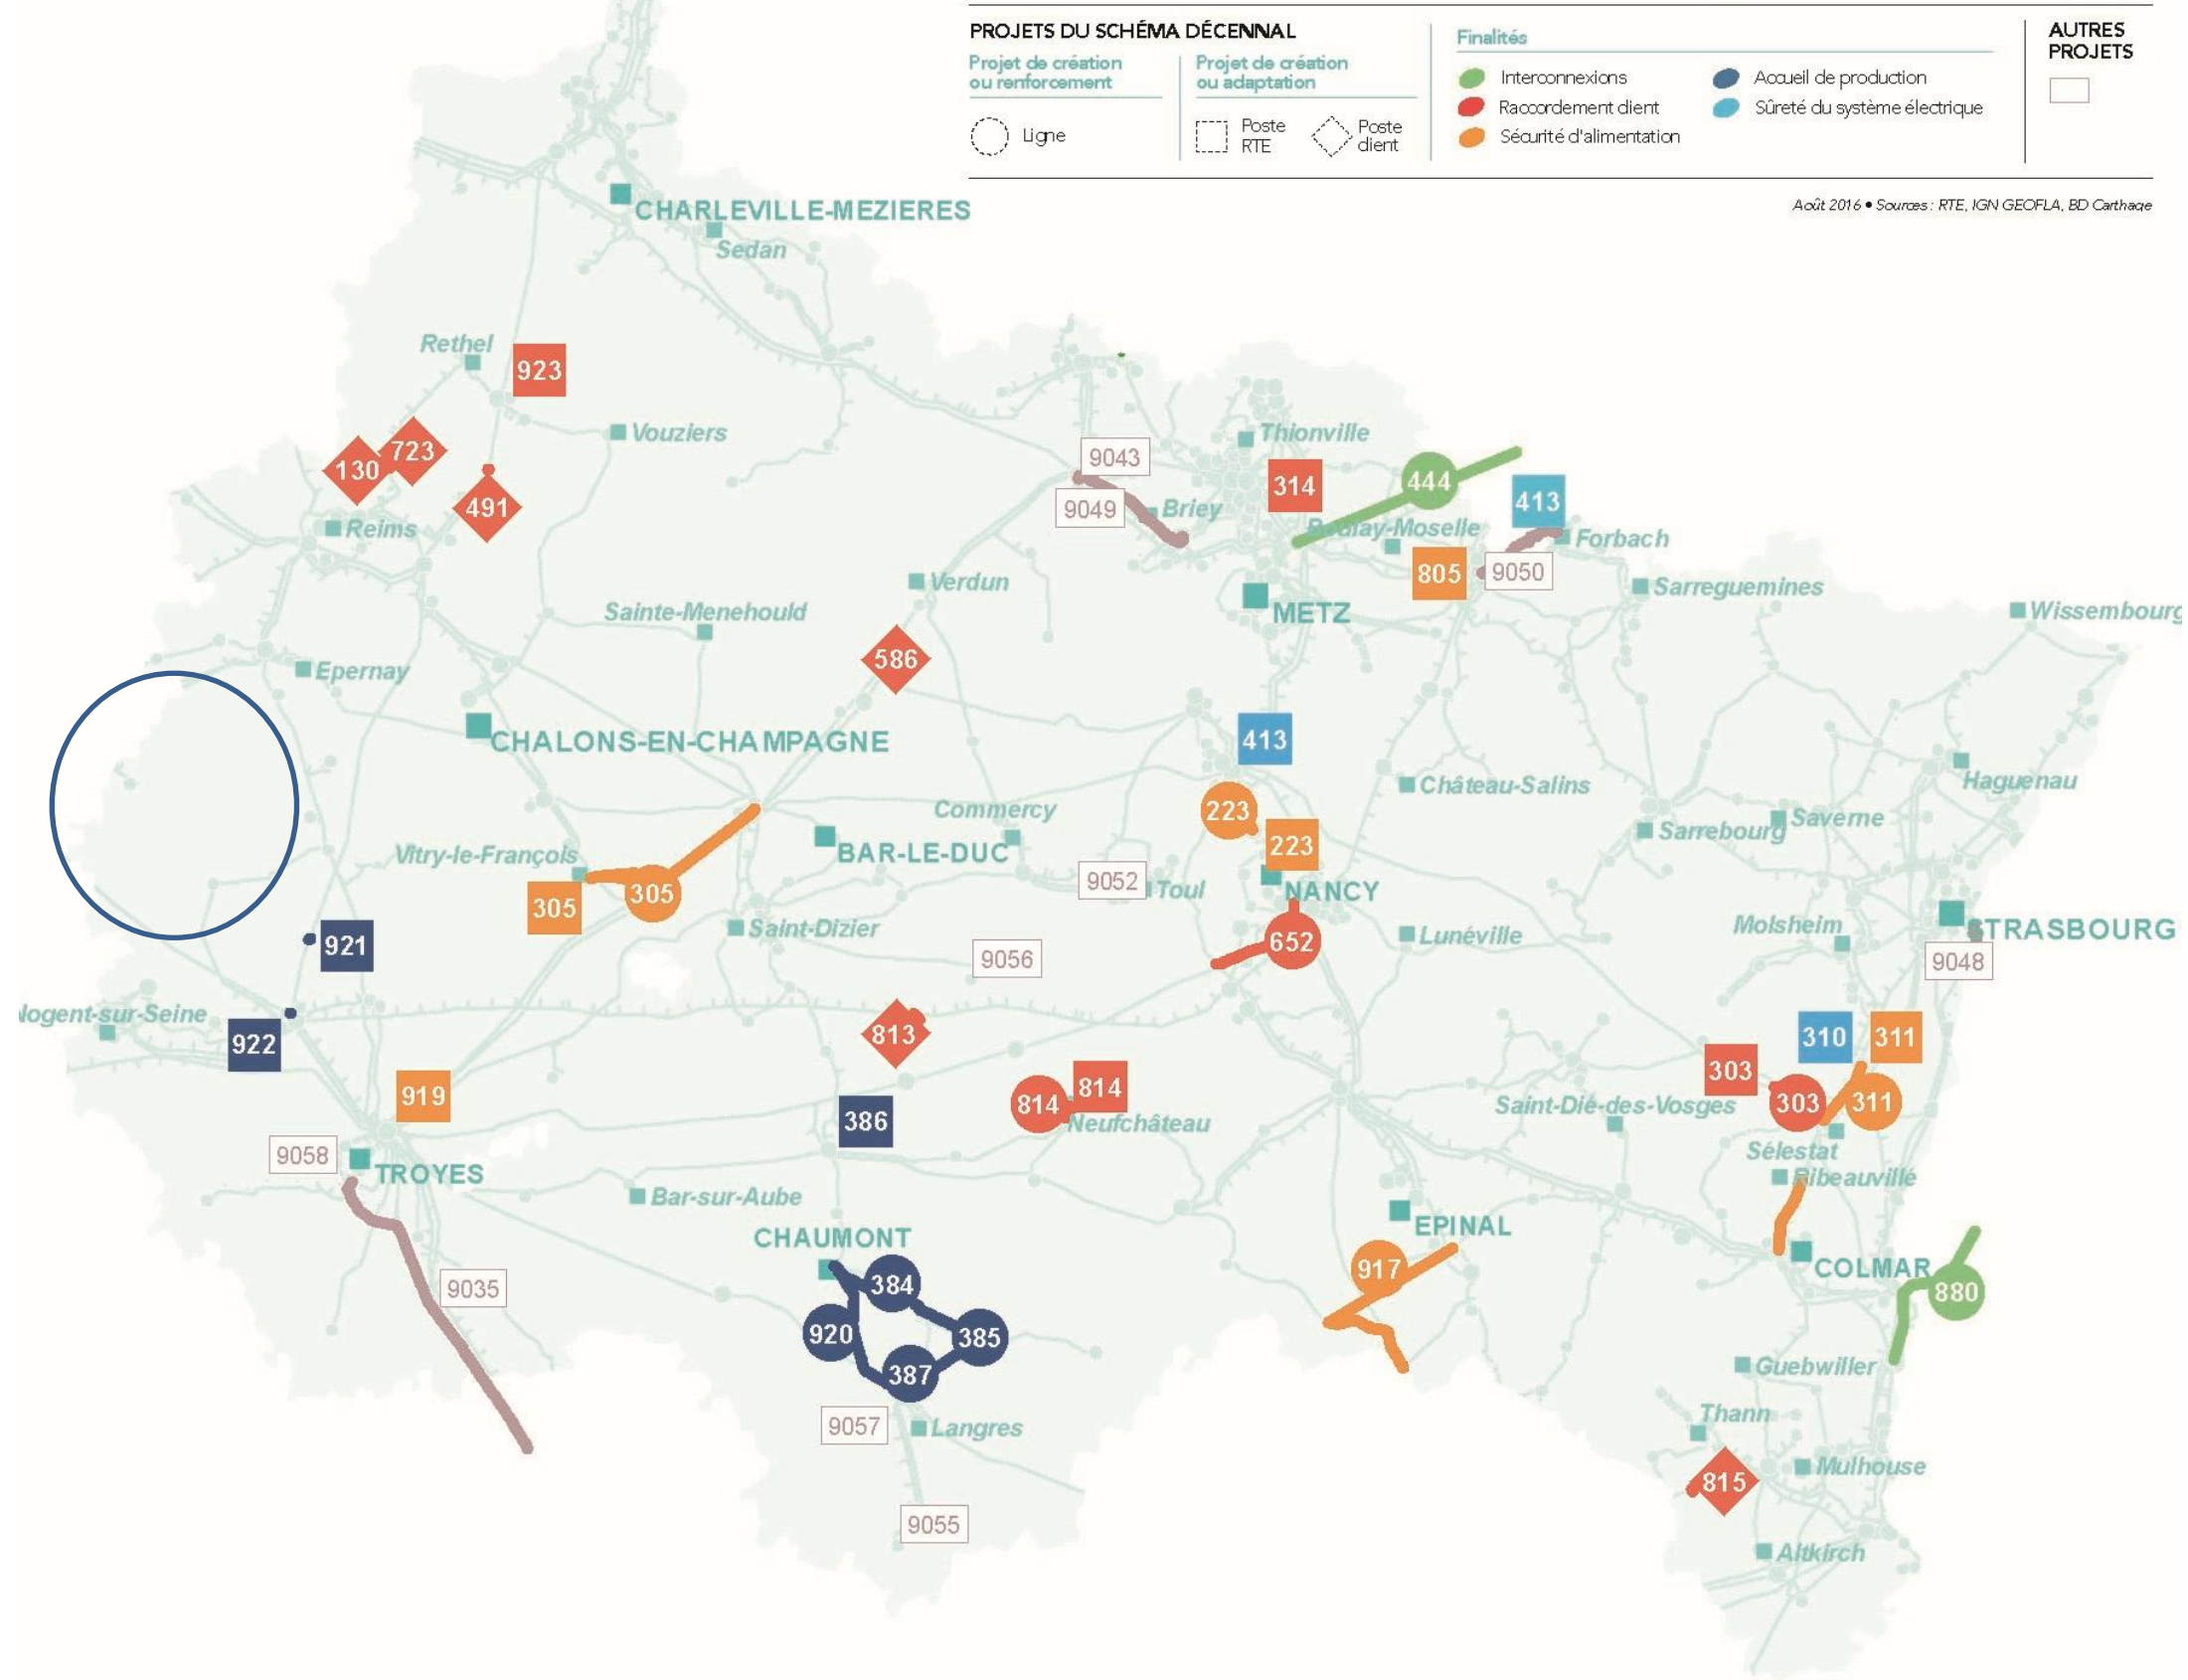 PROJETS DU SCHÉMA DÉCENNAL
Projet de création
ou renforcement
Ligne
Projet de création
ou adaptation
Poste
RTE
Poste
client
Finalités
Interconnexions
Raccordement client
Sécurité d'alimentation
Accueil de production
Sûreté du système électrique
AUTRES
PROJETS
Août 2016 • Sources : RTE, IGN GEOFLA, BD Carthage
CHARLEVILLE-MEZIERES
Sedan
Rethel
923
Vouziers
723
130
491
Reims
Thionville
9043
314
444
413
9049
Briey
Boulay-Moselle
Forbach
805
9050
Verdun
Sarreguemines
METZ
Sainte-Menehould
Wissembourg
586
Epernay
CHALONS-EN-CHAMPAGNE
413
Château-Salins
Haguenau
Commercy
223
Saverne
Sarrebourg
BAR-LE-DUC
223
Vitry-le-François
9052
Toul
NANCY
305
305
Saint-Dizier
652
Lunéville
Molsheim
STRASBOURG
921
9056
9048
Nogent-sur-Seine
922
813
310
311
303
919
386
814
814
303
311
Saint-Dié-des-Vosges
Neufchâteau
Sélestat
9058
TROYES
Ribeauvillé
Bar-sur-Aube
EPINAL
CHAUMONT
917
COLMAR
384
9035
880
920
385
387
Guebwiller
9057
Langres
Thann
Mulhouse
815
9055
Altkirch